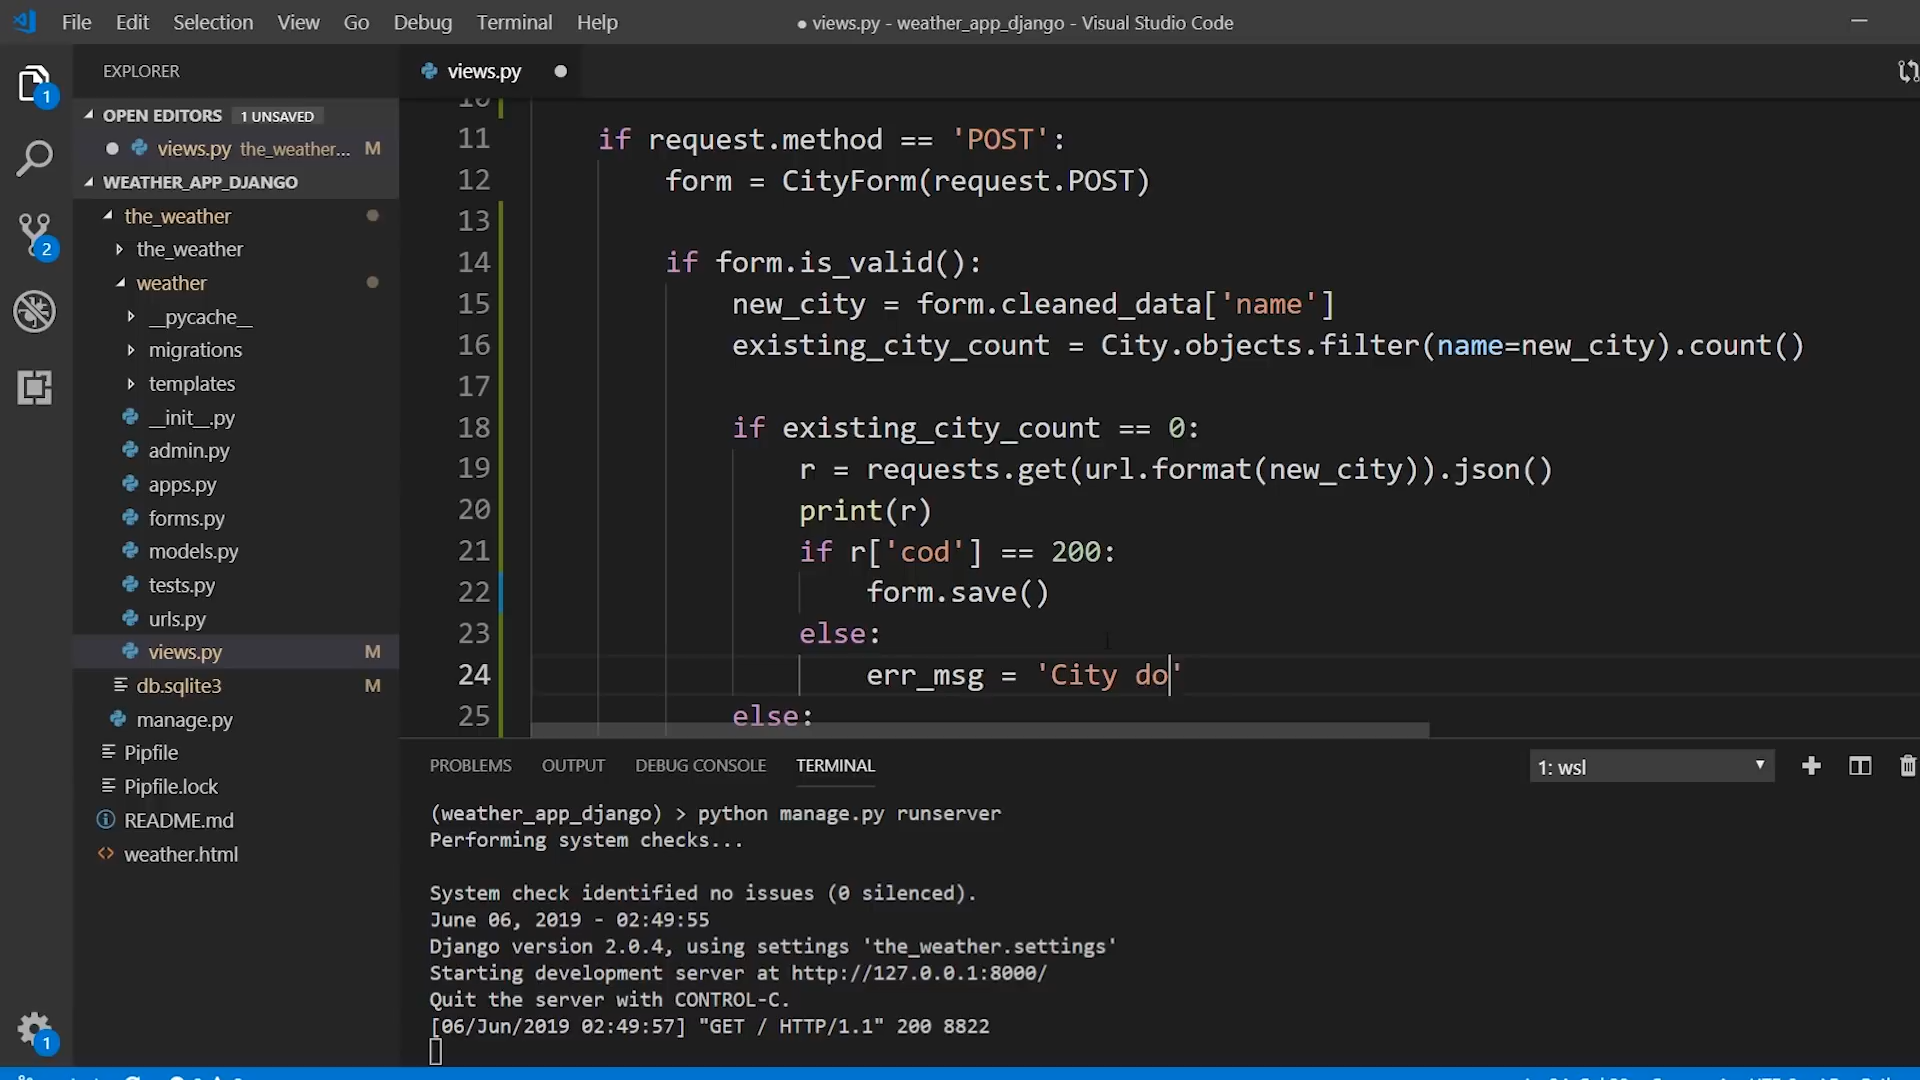 File Edit Selection View Go Debug Terminal Help
● views.py - weather_app_django - Visual Studio Code
EXPLORER
OPEN EDITORS 1 UNSAVED
views.py the_weather... M
WEATHER_APP_DJANGO
the_weather
the_weather
weather
__pycache__
migrations
templates
__init__.py
admin.py
apps.py
forms.py
models.py
tests.py
urls.py
views.py M
db.sqlite3 M
manage.py
Pipfile
Pipfile.lock
README.md
weather.html
1
2
1
views.py
10
11 if request.method == 'POST':
12 form = CityForm(request.POST)
13
14 if form.is_valid():
15 new_city = form.cleaned_data['name']
16 existing_city_count = City.objects.filter(name=new_city).count()
17
18 if existing_city_count == 0:
19 r = requests.get(url.format(new_city)).json()
20 print(r)
21 if r['cod'] == 200:
22 form.save()
23 else:
24 err_msg = 'City do'
25 else:
PROBLEMS OUTPUT DEBUG CONSOLE TERMINAL
1: wsl
(weather_app_django) > python manage.py runserver
Performing system checks...
System check identified no issues (0 silenced).
June 06, 2019 - 02:49:55
Django version 2.0.4, using settings 'the_weather.settings'
Starting development server at http://127.0.0.1:8000/
Quit the server with CONTROL-C.
[06/Jun/2019 02:49:57] "GET / HTTP/1.1" 200 8822